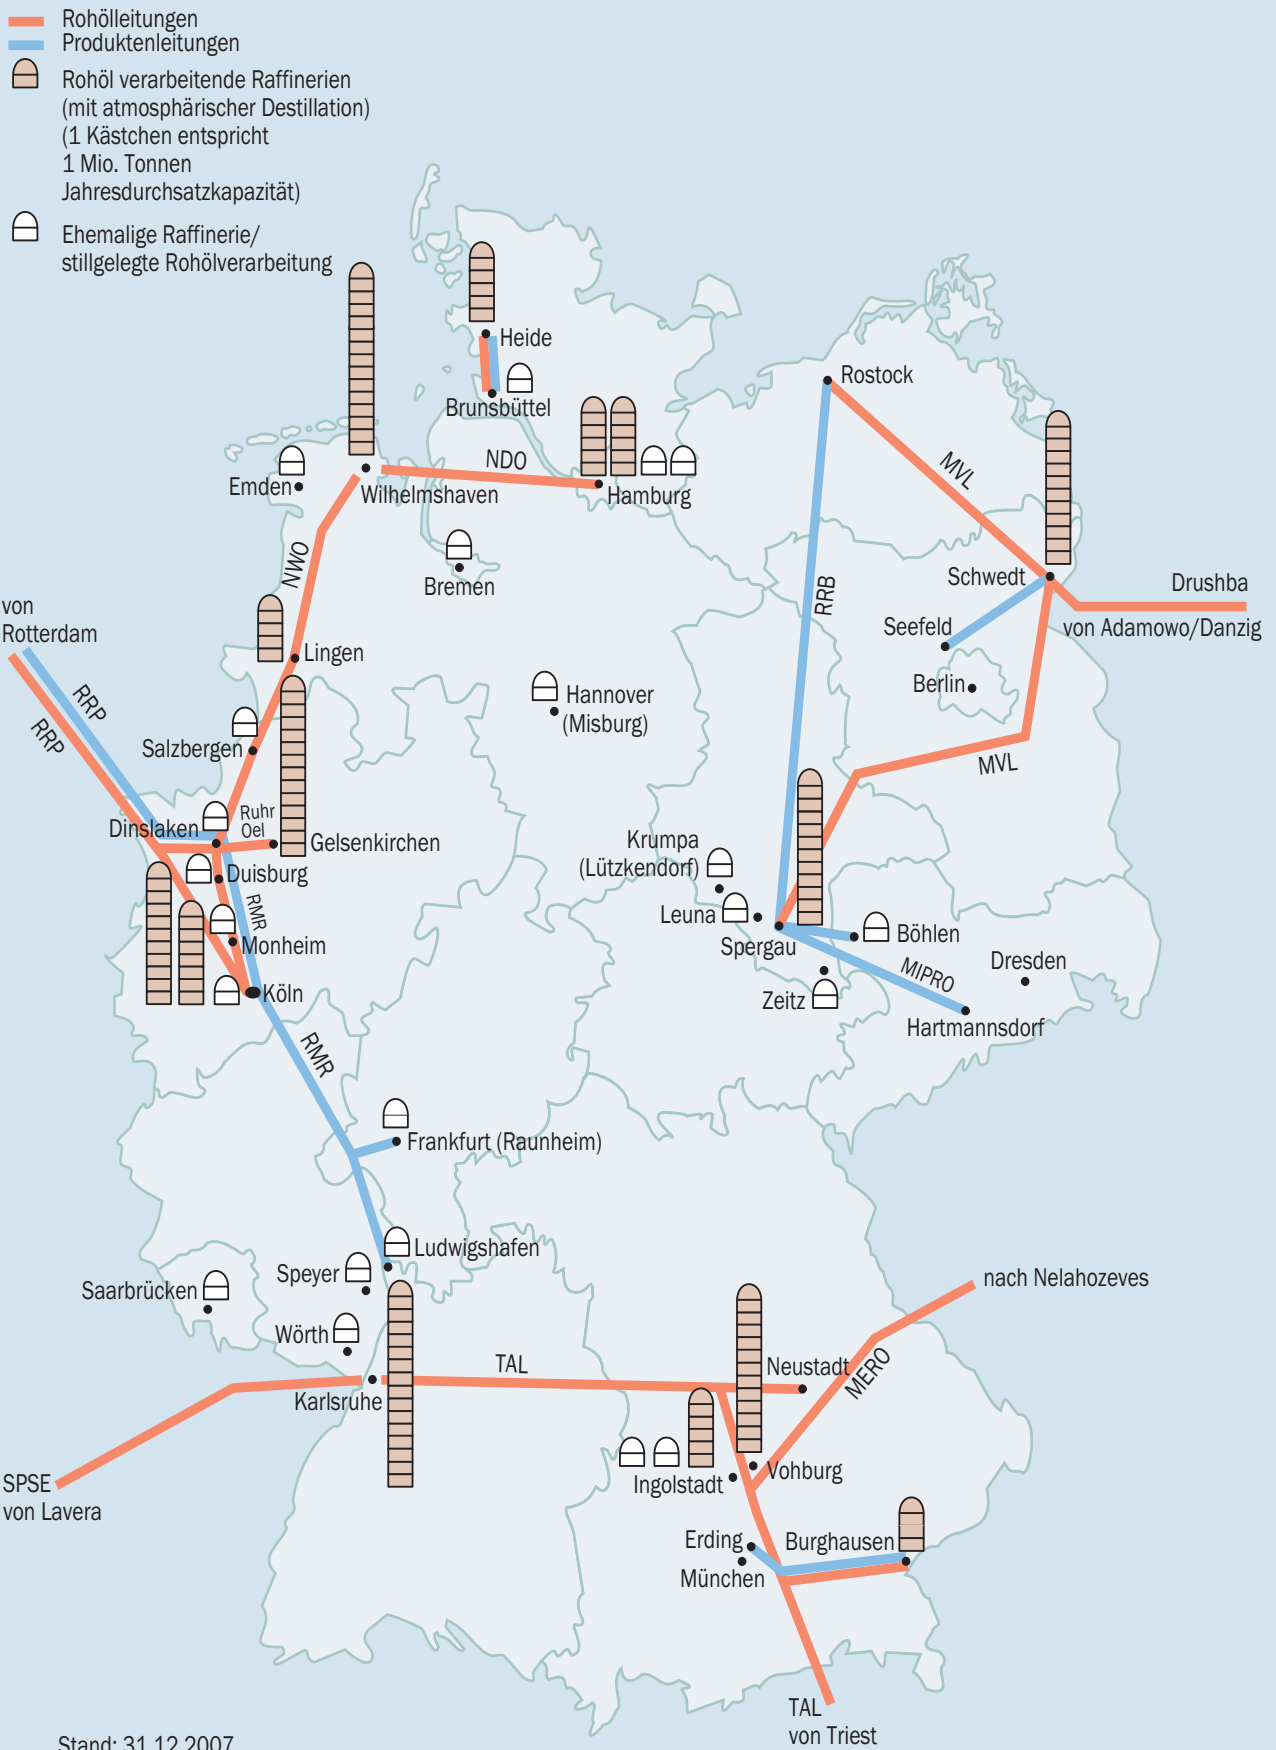 Rohölleitungen
Produktenleitungen
Rohöl verarbeitende Raffinerien
(mit atmosphärischer Destillation)
(1 Kästchen entspricht
1 Mio. Tonnen
Jahresdurchsatzkapazität)
Ehemalige Raffinerie/
stillgelegte Rohölverarbeitung
Heide
Brunsbüttel
Rostock
NDO
MVL
Emden
Wilhelmshaven
Hamburg
NWO
Bremen
Schwedt
Drushba
von Adamowo/Danzig
RRB
Seefeld
Berlin
von
Rotterdam
Lingen
RRP
RRP
Hannover
(Misburg)
Salzbergen
MVL
Dinslaken
Ruhr
Oel
Gelsenkirchen
Krumpa
(Lützkendorf)
Duisburg
RMR
Leuna
Spergau
Böhlen
Monheim
MIPRO
Dresden
Köln
Zeitz
Hartmannsdorf
RMR
Frankfurt (Raunheim)
Ludwigshafen
Speyer
Saarbrücken
nach Nelahozeves
Wörth
TAL
Neustadt
MERO
Karlsruhe
SPSE
von Lavera
Ingolstadt
Vohburg
Erding
Burghausen
München
TAL
von Triest
Stand: 31.12.2007